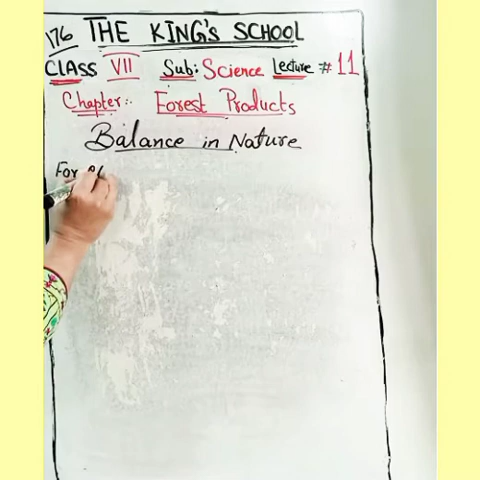 176 THE KING'S SCHOOL
CLASS VII Sub: Science Lecture # 11
Chapter:- Forest Products
Balance in Nature
For